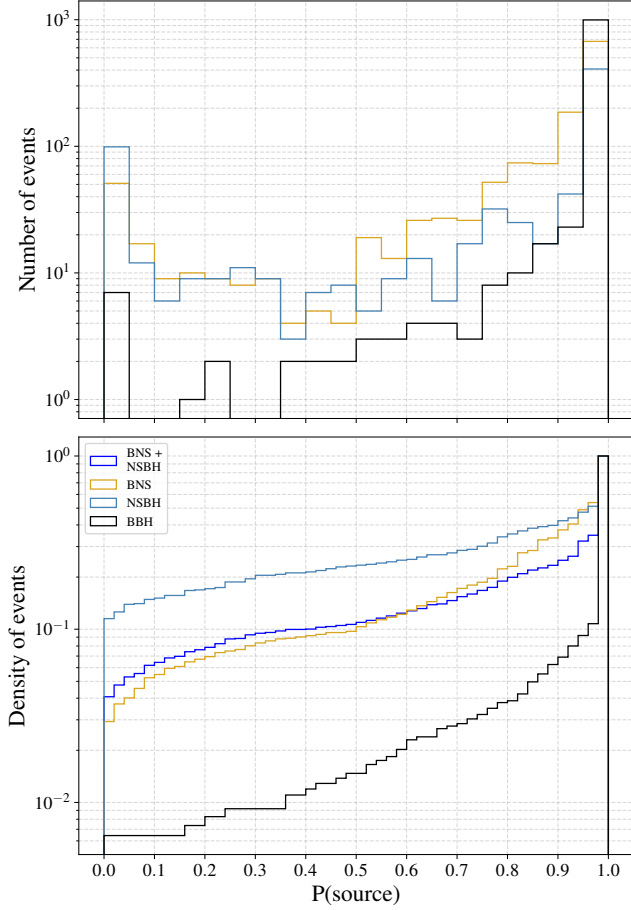 10³
10²
10¹
10⁰
Number of events
BNS +
NSBH
BNS
NSBH
BBH
10⁰
10⁻¹
10⁻²
Density of events
0.0 0.1 0.2 0.3 0.4 0.5 0.6 0.7 0.8 0.9 1.0
P(source)